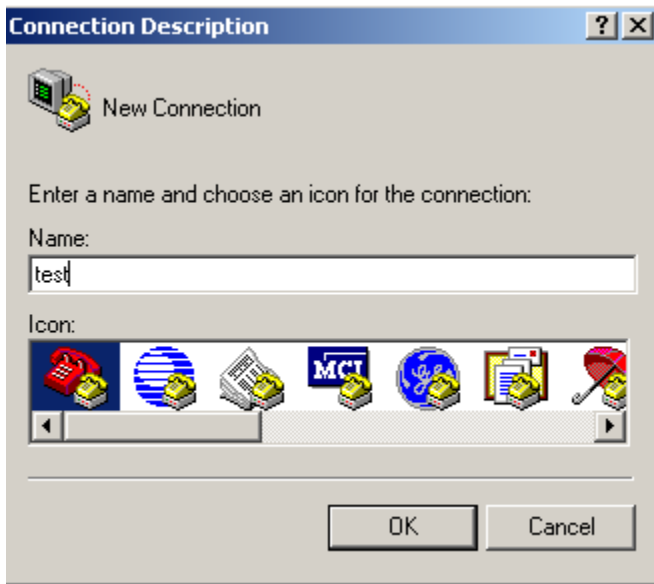 Connection Description
New Connection
Enter a name and choose an icon for the connection:
Name:
test
Icon:
MCI
OK Cancel